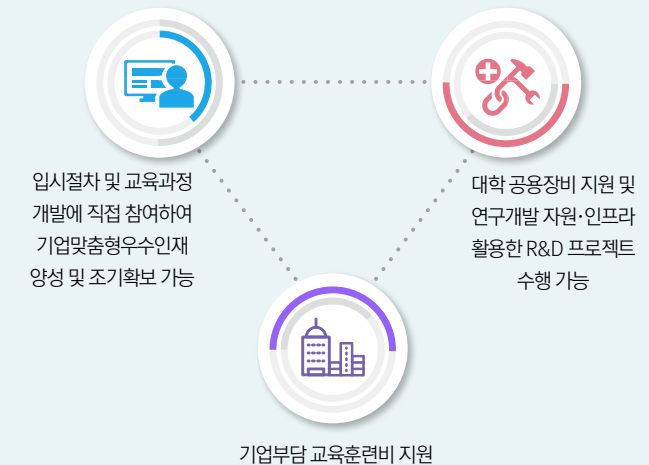 입시절차 및 교육과정
개발에 직접 참여하여
기업맞춤형우수인재
양성 및 조기확보 가능
대학 공용장비 지원 및
연구개발 자원·인프라
활용한 R&D 프로젝트
수행 가능
기업부담 교육훈련비 지원